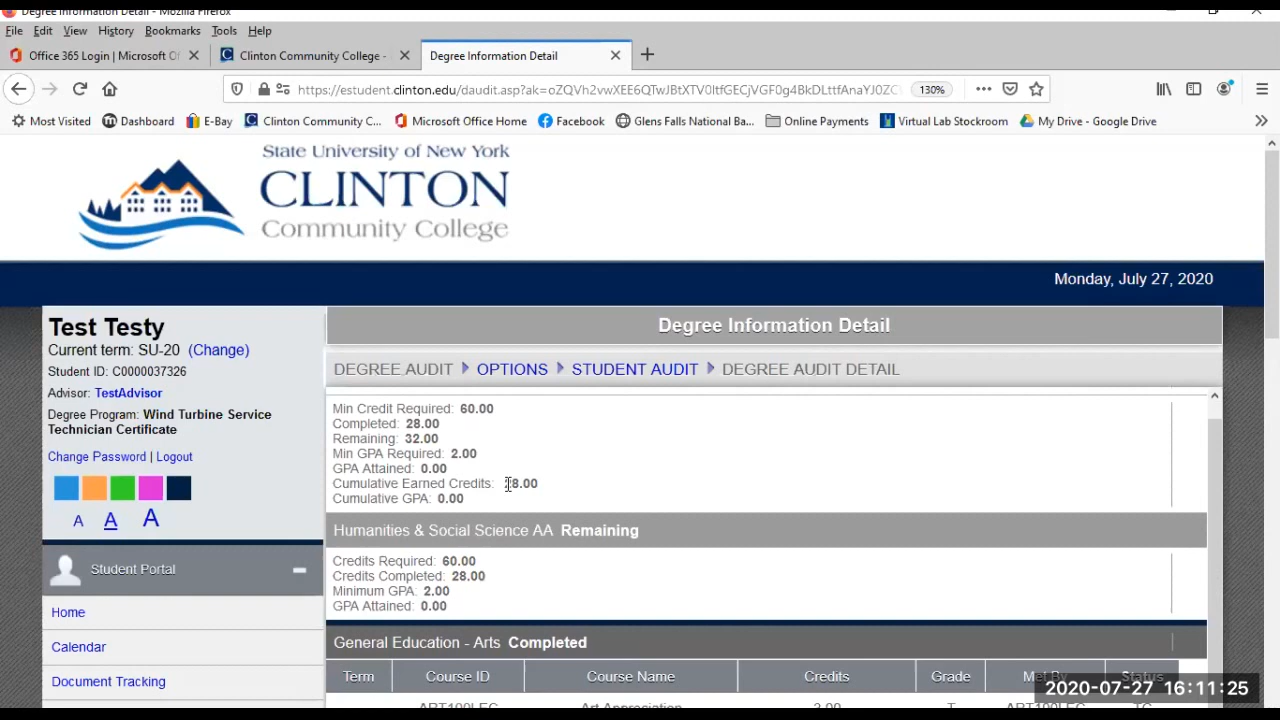 Degree Information Detail - Mozilla Firefox
File Edit View History Bookmarks Tools Help
Office 365 Login | Microsoft Of
Clinton Community College -
Degree Information Detail
130%
Most Visited Dashboard E-Bay Clinton Community C... Microsoft Office Home Facebook Glens Falls National Ba... Online Payments Virtual Lab Stockroom My Drive - Google Drive
State University of New York
CLINTON
Community College
Monday, July 27, 2020
Test Testy
Current term: SU-20 (Change)
Student ID: C0000037326
Advisor: TestAdvisor
Degree Program: Wind Turbine Service
Technician Certificate
Change Password | Logout
A A A
Student Portal
Home
Calendar
Document Tracking
Degree Information Detail
DEGREE AUDIT OPTIONS STUDENT AUDIT DEGREE AUDIT DETAIL
Min Credit Required: 60.00
Completed: 28.00
Remaining: 32.00
Min GPA Required: 2.00
GPA Attained: 0.00
Cumulative Earned Credits:
Cumulative GPA: 0.00
Humanities & Social Science AA Remaining
Credits Required: 60.00
Credits Completed: 28.00
Minimum GPA: 2.00
GPA Attained: 0.00
General Education - Arts Completed
Term Course ID Course Name Credits Grade Met By Status
2020-07-27 16:11:25